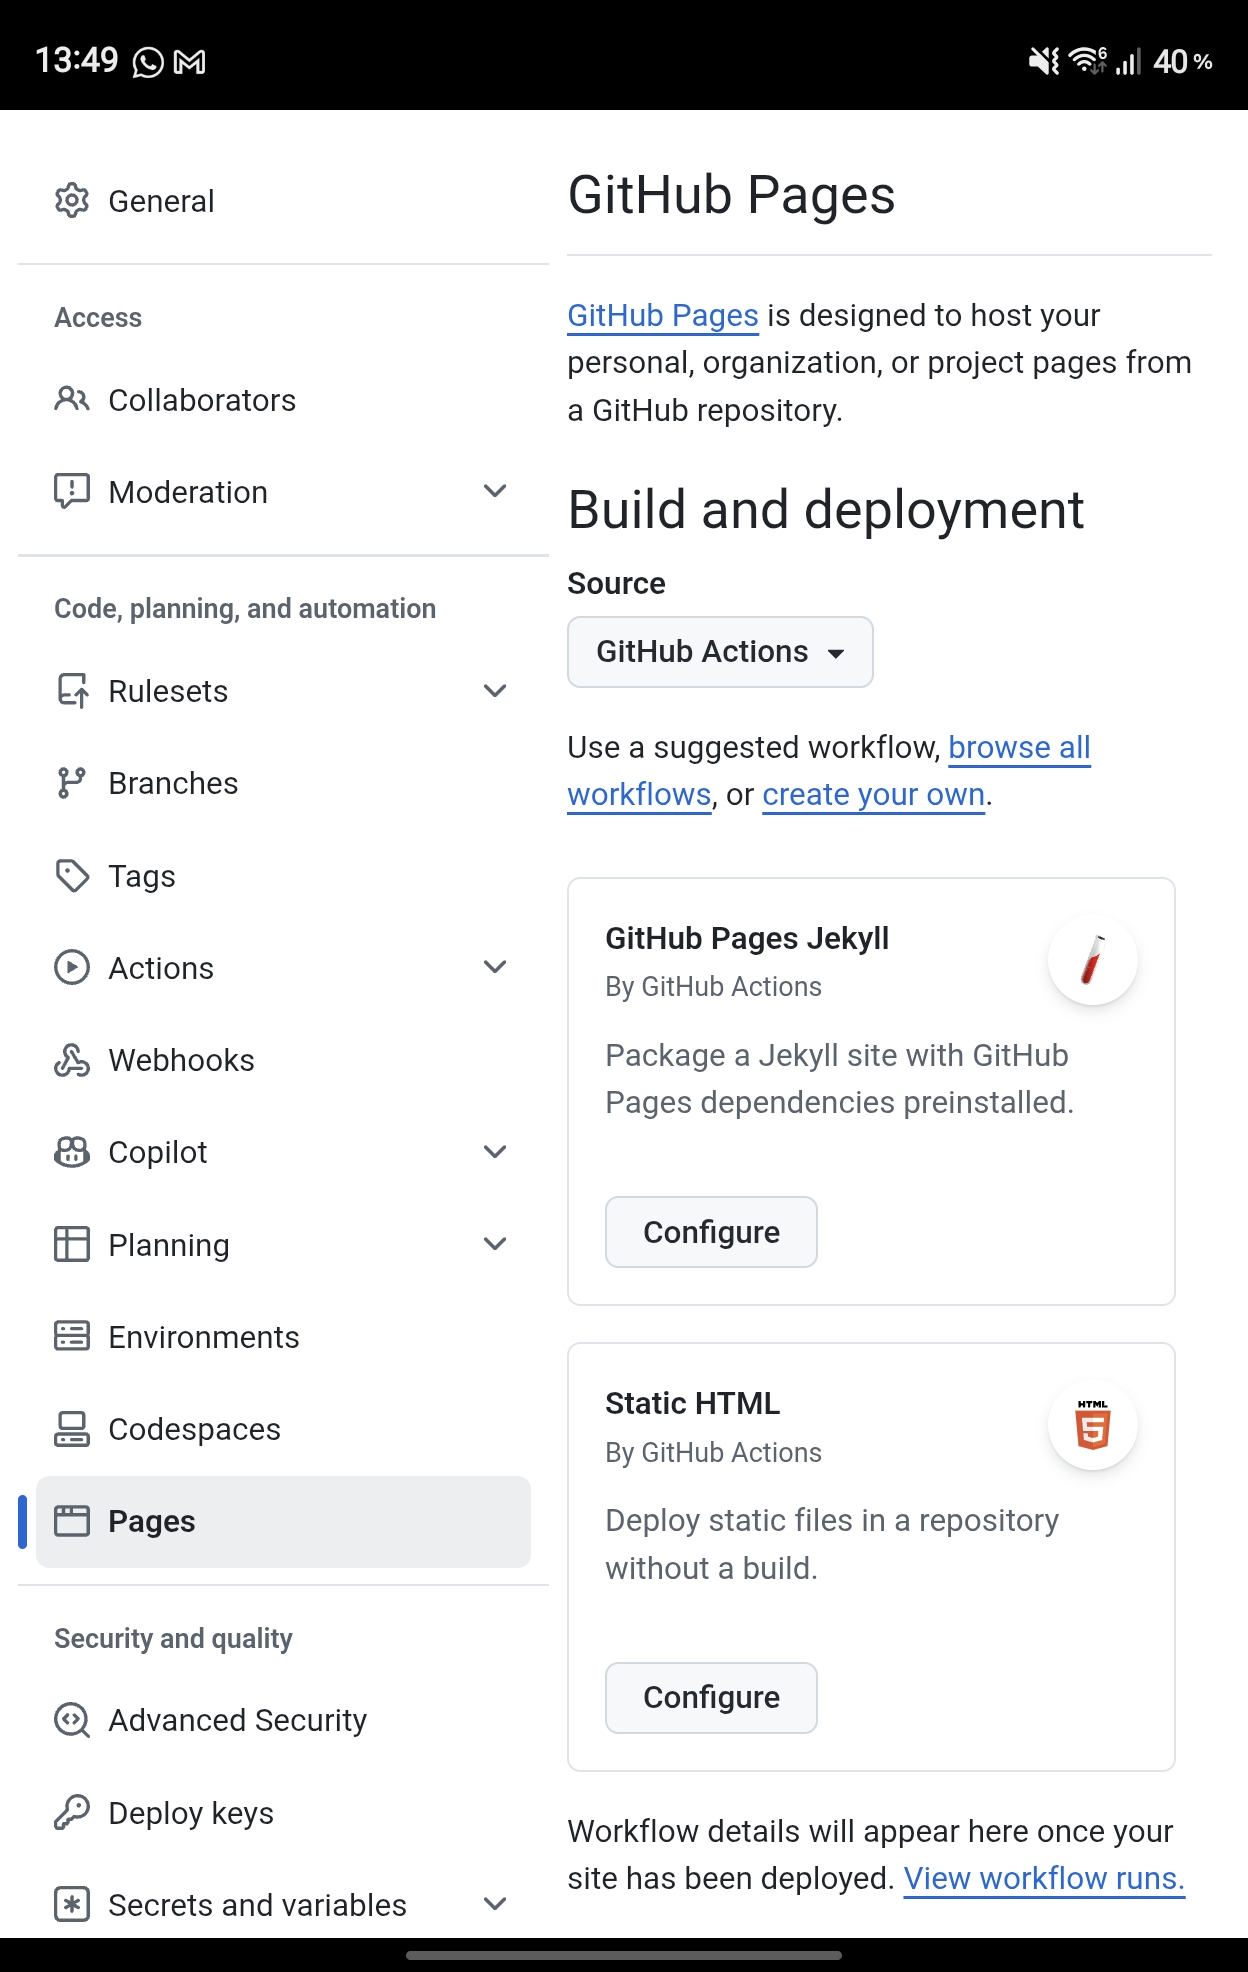 13:49
6 40 %
General
Access
Collaborators
Moderation
Code, planning, and automation
Rulesets
Branches
Tags
Actions
Webhooks
Copilot
Planning
Environments
Codespaces
Pages
Security and quality
Advanced Security
Deploy keys
Secrets and variables
GitHub Pages
GitHub Pages is designed to host your
personal, organization, or project pages from
a GitHub repository.
Build and deployment
Source
GitHub Actions
Use a suggested workflow, browse all
workflows, or create your own.
GitHub Pages Jekyll
By GitHub Actions
Package a Jekyll site with GitHub
Pages dependencies preinstalled.
Configure
Static HTML
HTML
5
By GitHub Actions
Deploy static files in a repository
without a build.
Configure
Workflow details will appear here once your
site has been deployed. View workflow runs.